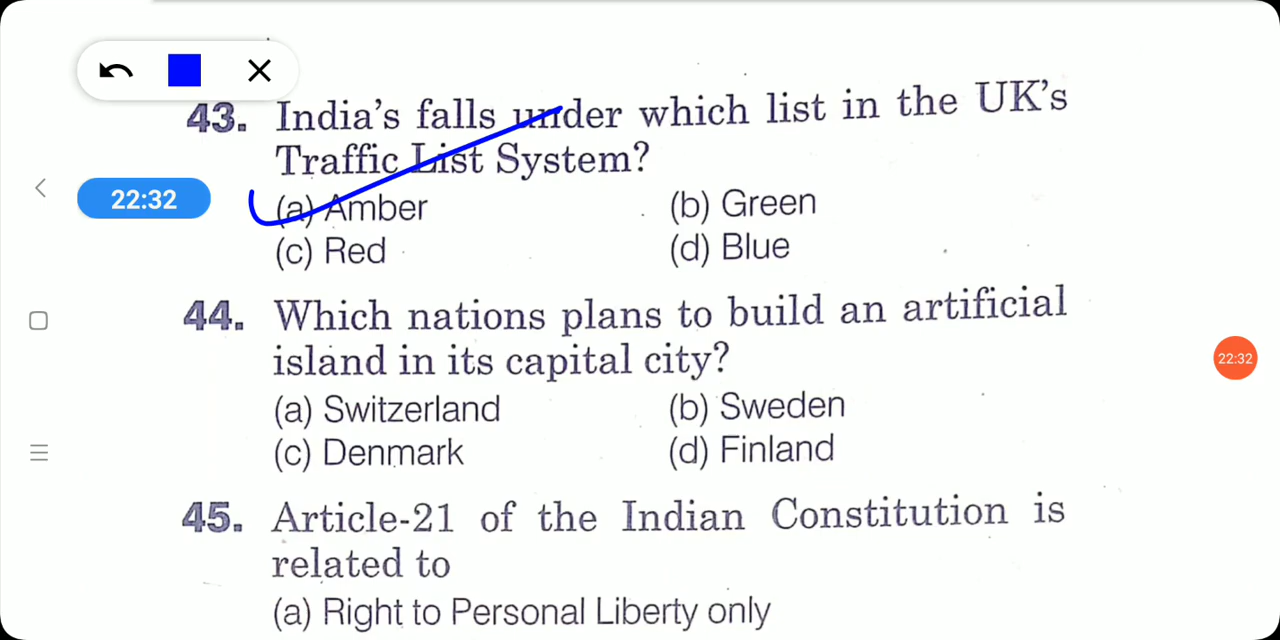 43. India's falls under which list in the UK's
Traffic List System?
22:32
(a) Amber (b) Green
(c) Red (d) Blue
44. Which nations plans to build an artificial
island in its capital city?
22:32
(a) Switzerland (b) Sweden
(c) Denmark (d) Finland
45. Article-21 of the Indian Constitution is
related to
(a) Right to Personal Liberty only